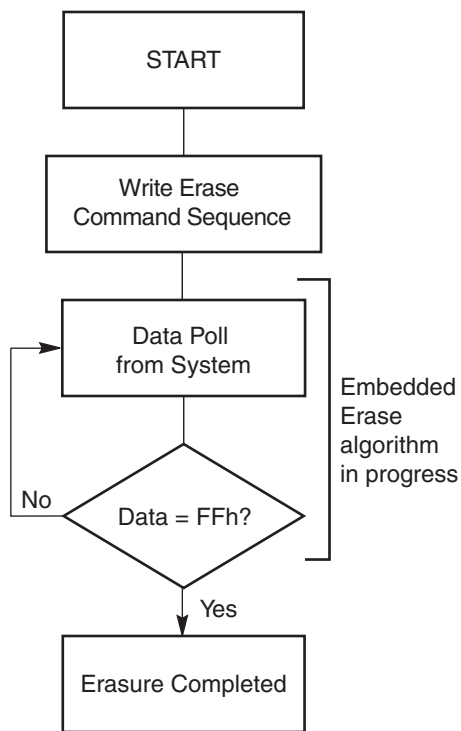 START
Write Erase
Command Sequence
Data Poll
from System
Embedded
Erase
algorithm
in progress
No
Data = FFh?
Yes
Erasure Completed